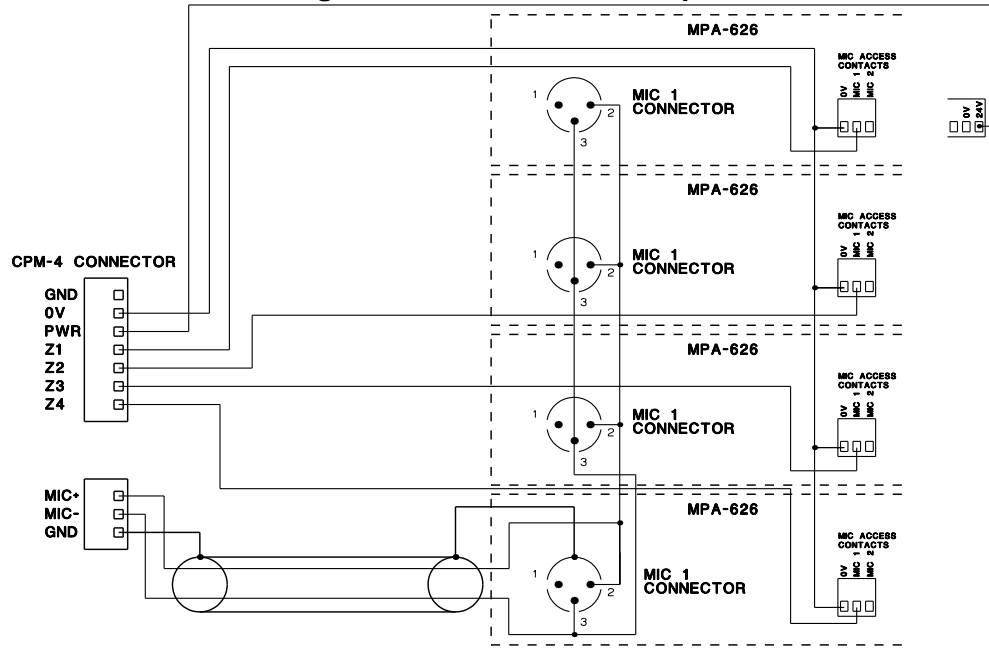 MPA-626
MIC ACCESS
CONTACTS
0V
MIC 1
MIC 2
1
2
3
MIC 1
CONNECTOR
0V
24V
MPA-626
MIC ACCESS
CONTACTS
0V
MIC 1
MIC 2
1
2
3
MIC 1
CONNECTOR
CPM-4 CONNECTOR
GND
0V
PWR
Z1
Z2
Z3
Z4
MPA-626
MIC ACCESS
CONTACTS
0V
MIC 1
MIC 2
1
2
3
MIC 1
CONNECTOR
MIC+
MIC-
GND
MPA-626
MIC ACCESS
CONTACTS
0V
MIC 1
MIC 2
1
2
3
MIC 1
CONNECTOR